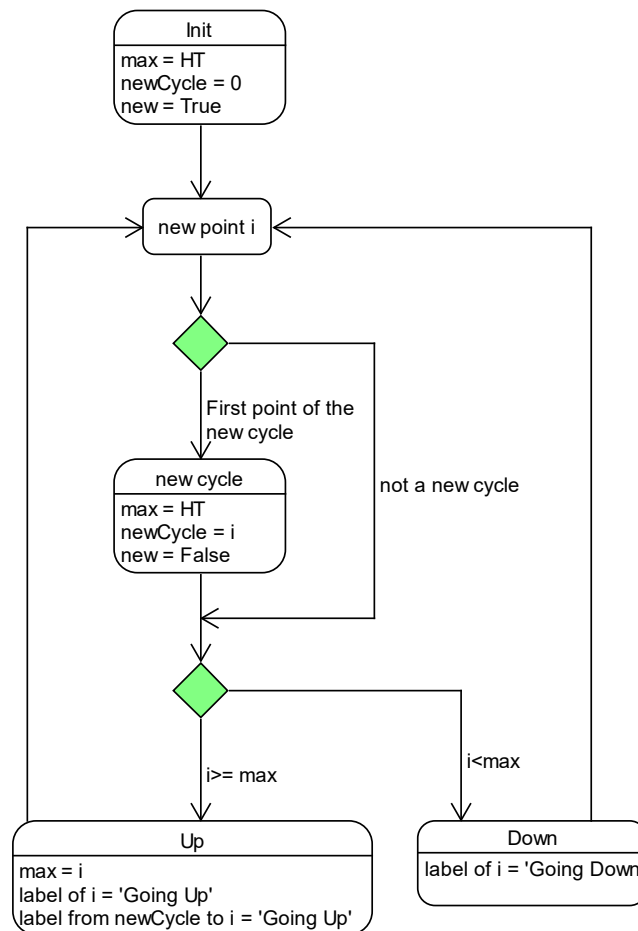 Init
max = HT
newCycle = 0
new = True
new point i
First point of the
new cycle
new cycle
not a new cycle
max = HT
newCycle = i
new = False
i>= max
i<max
Up
max = i
label of i = 'Going Up'
label from newCycle to i = 'Going Up'
Down
label of i = 'Going Down